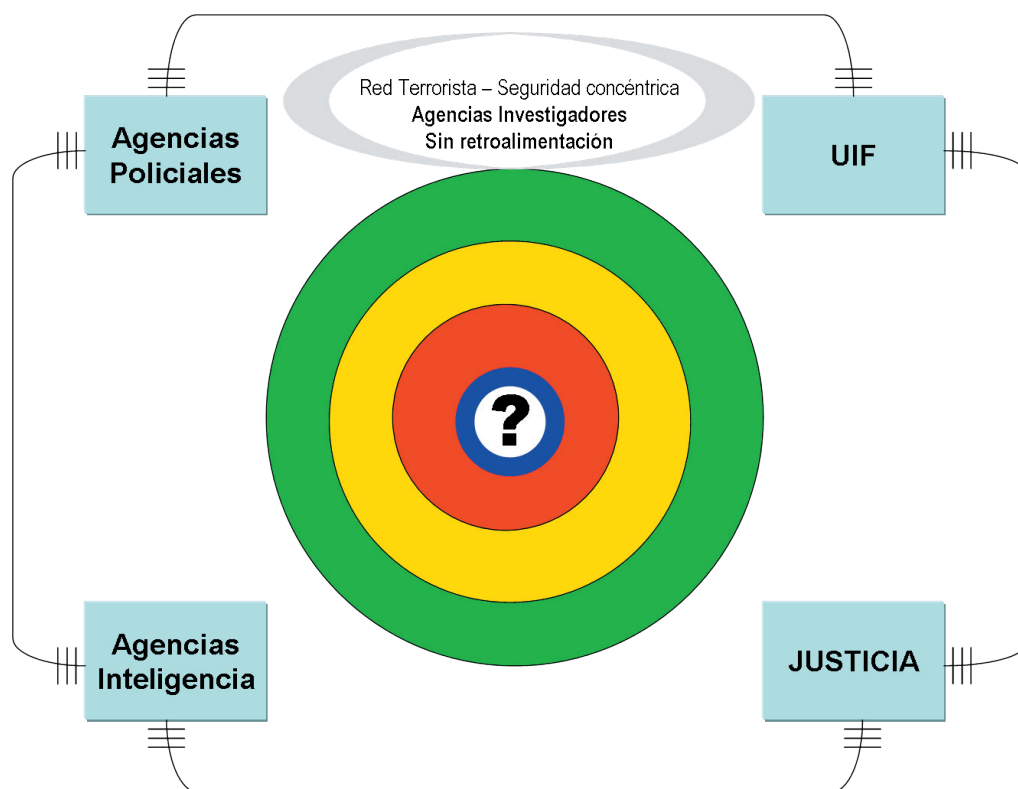 Red Terrorista – Seguridad concéntrica
Agencias Investigadores
Sin retroalimentación
Agencias
Policiales
UIF
?
Agencias
Inteligencia
JUSTICIA